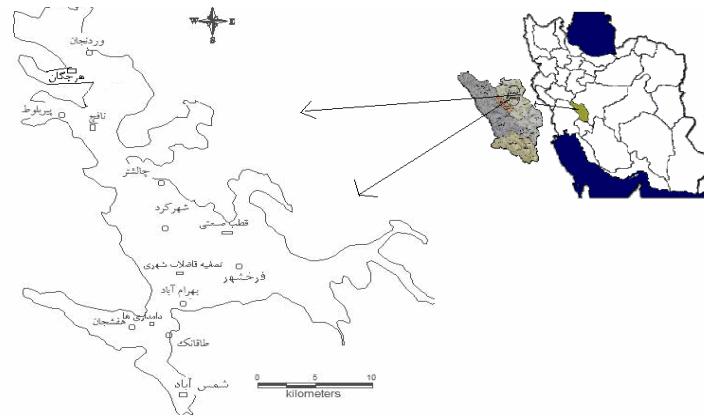 N
W
E
S
وردنجان
هرچگان
پیربلوط
نافچ
چالشتر
شهرکرد
قطب صنعتی
تصفیه فاضلاب شهری
فرخشهر
بهرام آباد
دامداری ها
هفشجان
طاقانک
شمس آباد
0 5 10
kilometers